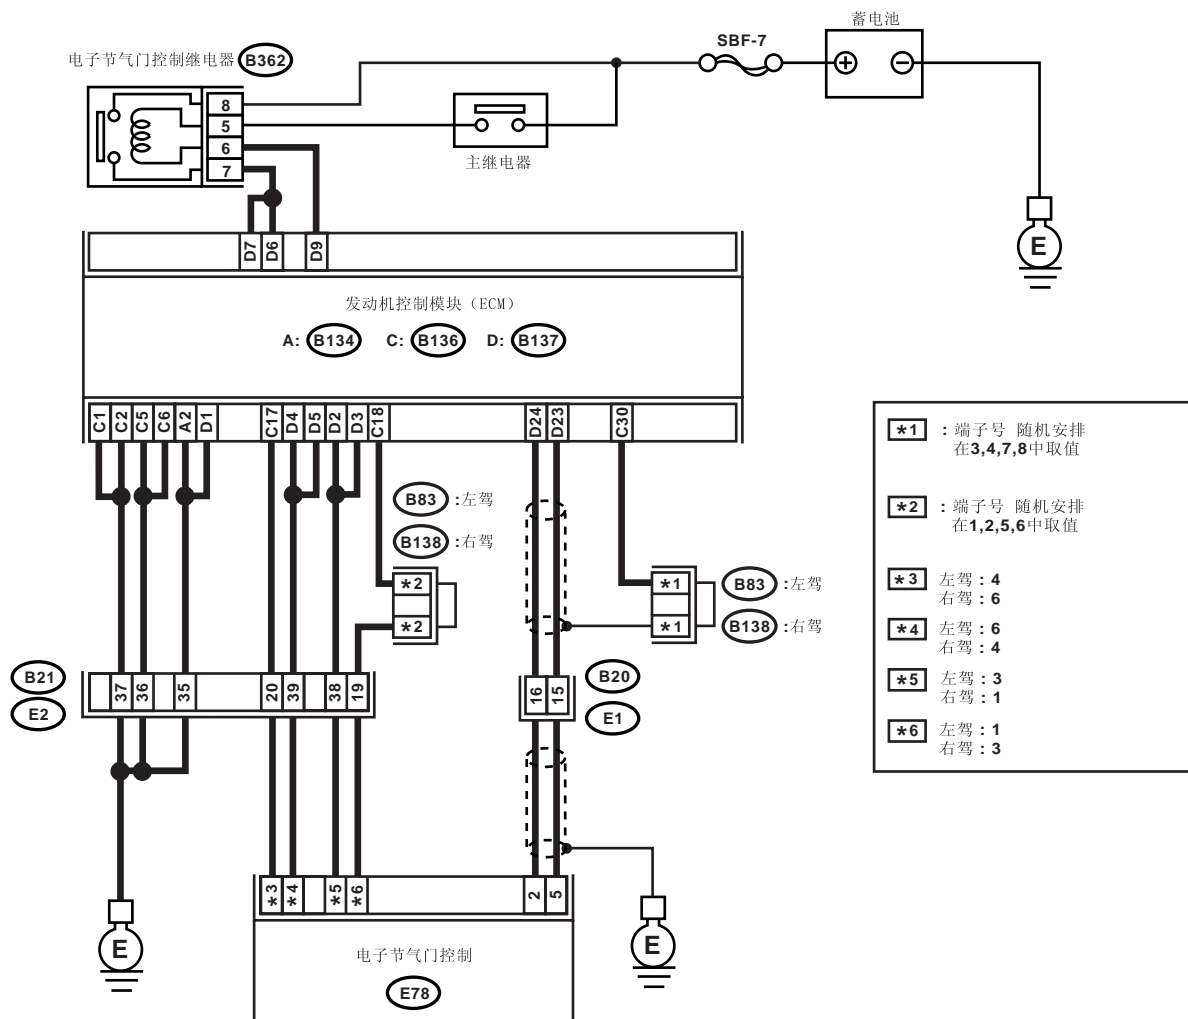 蓄电池
SBF-7
电子节气门控制继电器 B362
8
5
6
7
主继电器
E
D7 D6 D9
发动机控制模块（ECM）
A: B134 C: B136 D: B137
C1 C2 C5 C6 A2 D1 C17 D4 D5 D2 D3 C18 D24 D23 C30
*1 : 端子号 随机安排
在3,4,7,8中取值
*2 : 端子号 随机安排
在1,2,5,6中取值
*3 左驾 : 4
右驾 : 6
*4 左驾 : 6
右驾 : 4
*5 左驾 : 3
右驾 : 1
*6 左驾 : 1
右驾 : 3
B83 :左驾
B138 :右驾
*2
*2
*1
*1
B83 :左驾
B138 :右驾
B21
E2
37 36 35 20 39 38 19
16 15
B20
E1
*3 *4 *5 *6 2 5
E
E
电子节气门控制
E78